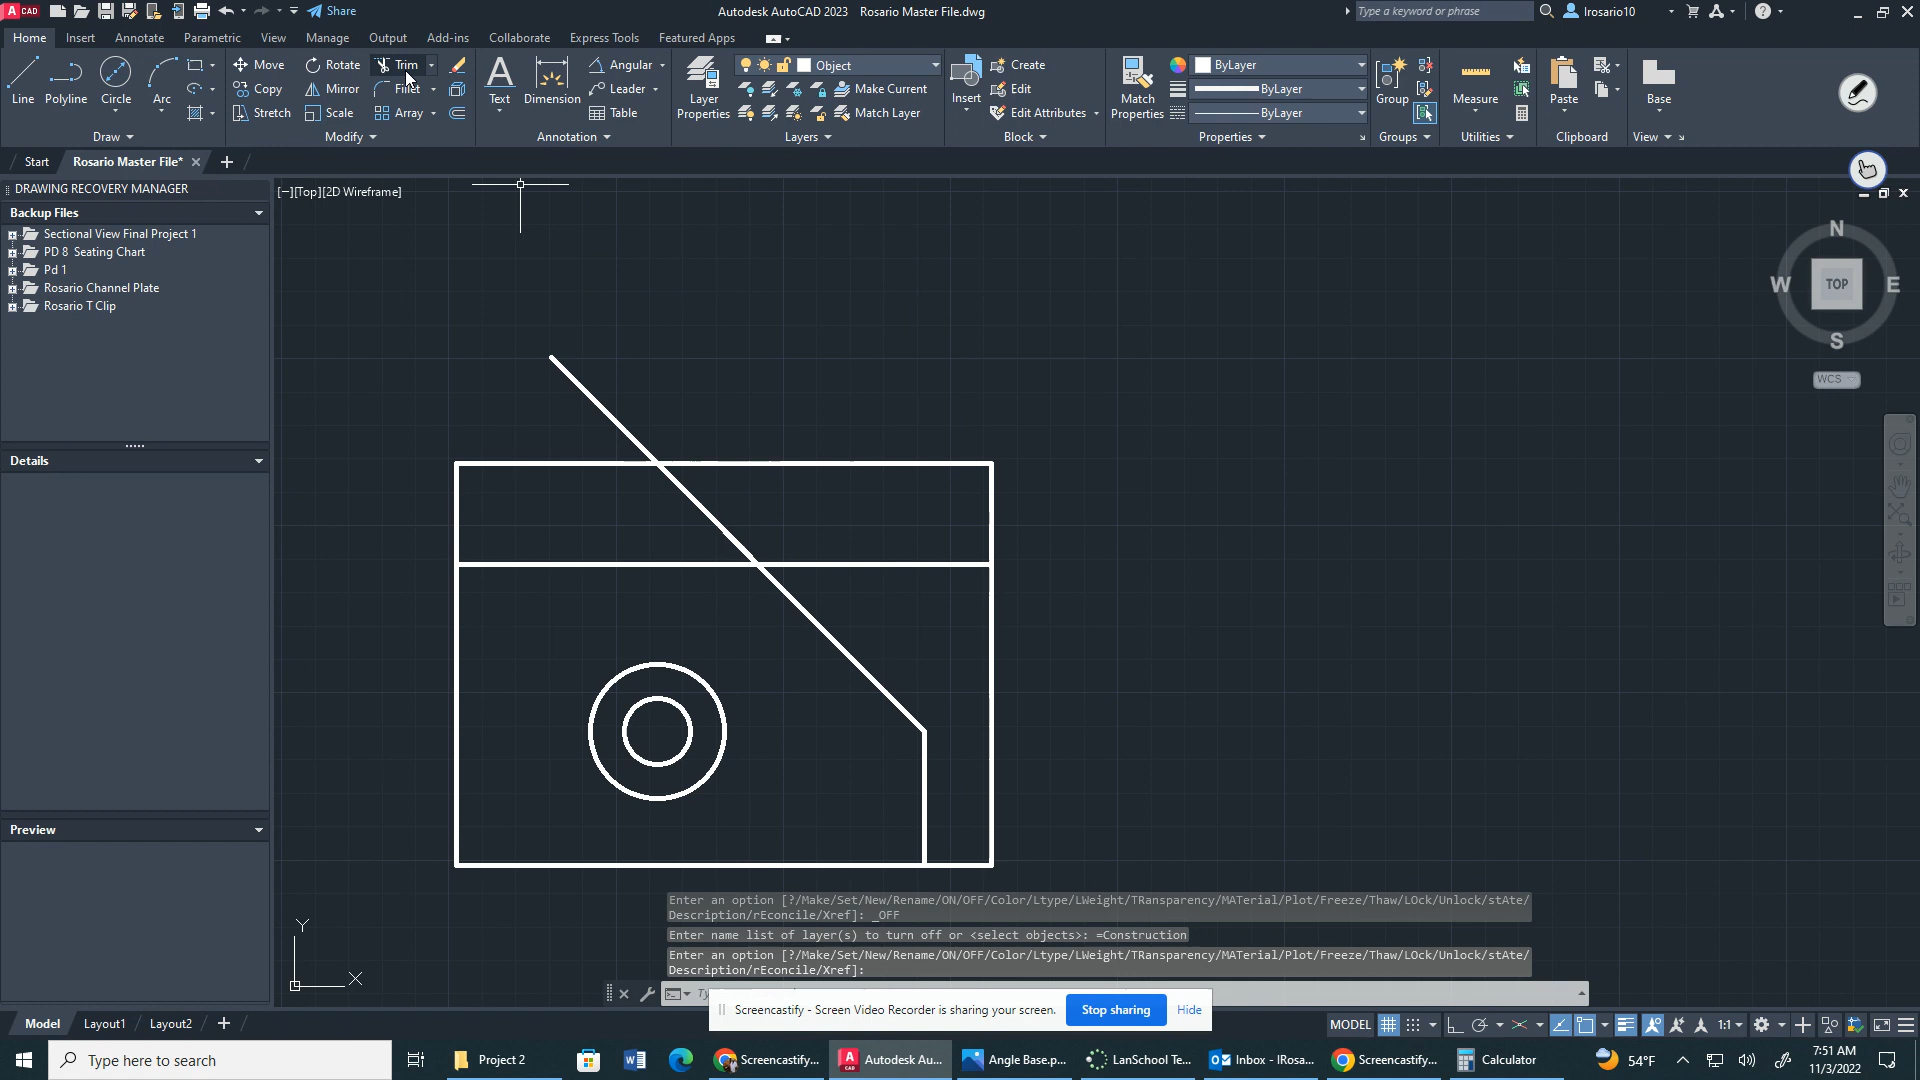 CAD
Share
Autodesk AutoCAD 2023 Rosario Master File.dwg
Type a keyword or phrase
lrosario10
Home Insert Annotate Parametric View Manage Output Add-ins Collaborate Express Tools Featured Apps
Line Polyline Circle Arc
Move Rotate Trim
Copy Mirror Fillet
Stretch Scale Array
Text Dimension
Angular
Leader
Table
Layer Properties
Object
Make Current
Match Layer
Insert
Create
Edit
Edit Attributes
Match Properties
ByLayer
ByLayer
ByLayer
Group Measure Paste Base
Draw Modify Annotation Layers Block Properties Groups Utilities Clipboard View
Start Rosario Master File*
DRAWING RECOVERY MANAGER
Backup Files
Sectional View Final Project 1
PD 8 Seating Chart
Pd 1
Rosario Channel Plate
Rosario T Clip
Details
Preview
[−][Top][2D Wireframe]
N
W TOP E
S
WCS
Y
X
Enter an option [?/Make/Set/New/Rename/ON/OFF/Color/Ltype/LWeight/TRansparency/MATerial/Plot/Freeze/Thaw/LOck/Unlock/stAte/
Description/rEconcile/Xref]: _OFF
Enter name list of layer(s) to turn off or <select objects>: =Construction
Enter an option [?/Make/Set/New/Rename/ON/OFF/Color/Ltype/LWeight/TRansparency/MATerial/Plot/Freeze/Thaw/LOck/Unlock/stAte/
Description/rEconcile/Xref]:
Screencastify - Screen Video Recorder is sharing your screen. Stop sharing Hide
Model Layout1 Layout2
MODEL 1:1
Type here to search
Project 2
Screencastify...
Autodesk Au...
Angle Base.p...
LanSchool Te...
Inbox - lRosa...
Screencastify...
Calculator
54°F
7:51 AM
11/3/2022